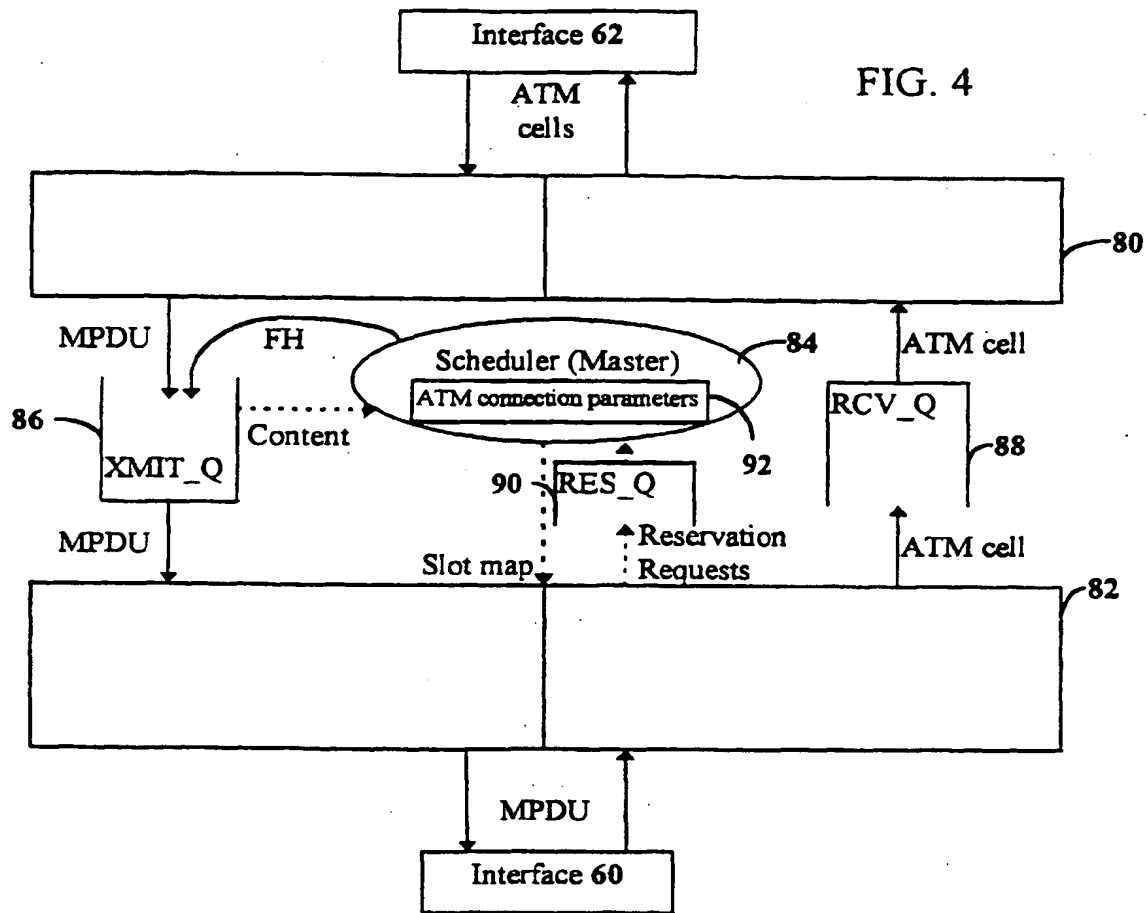 Interface 62
FIG. 4
ATM
cells
80
MPDU
FH
Scheduler (Master)
84
ATM cell
ATM connection parameters
86
Content
XMIT_Q
92
RCV_Q
88
90
RES_Q
MPDU
Slot map
Reservation
Requests
ATM cell
82
MPDU
Interface 60